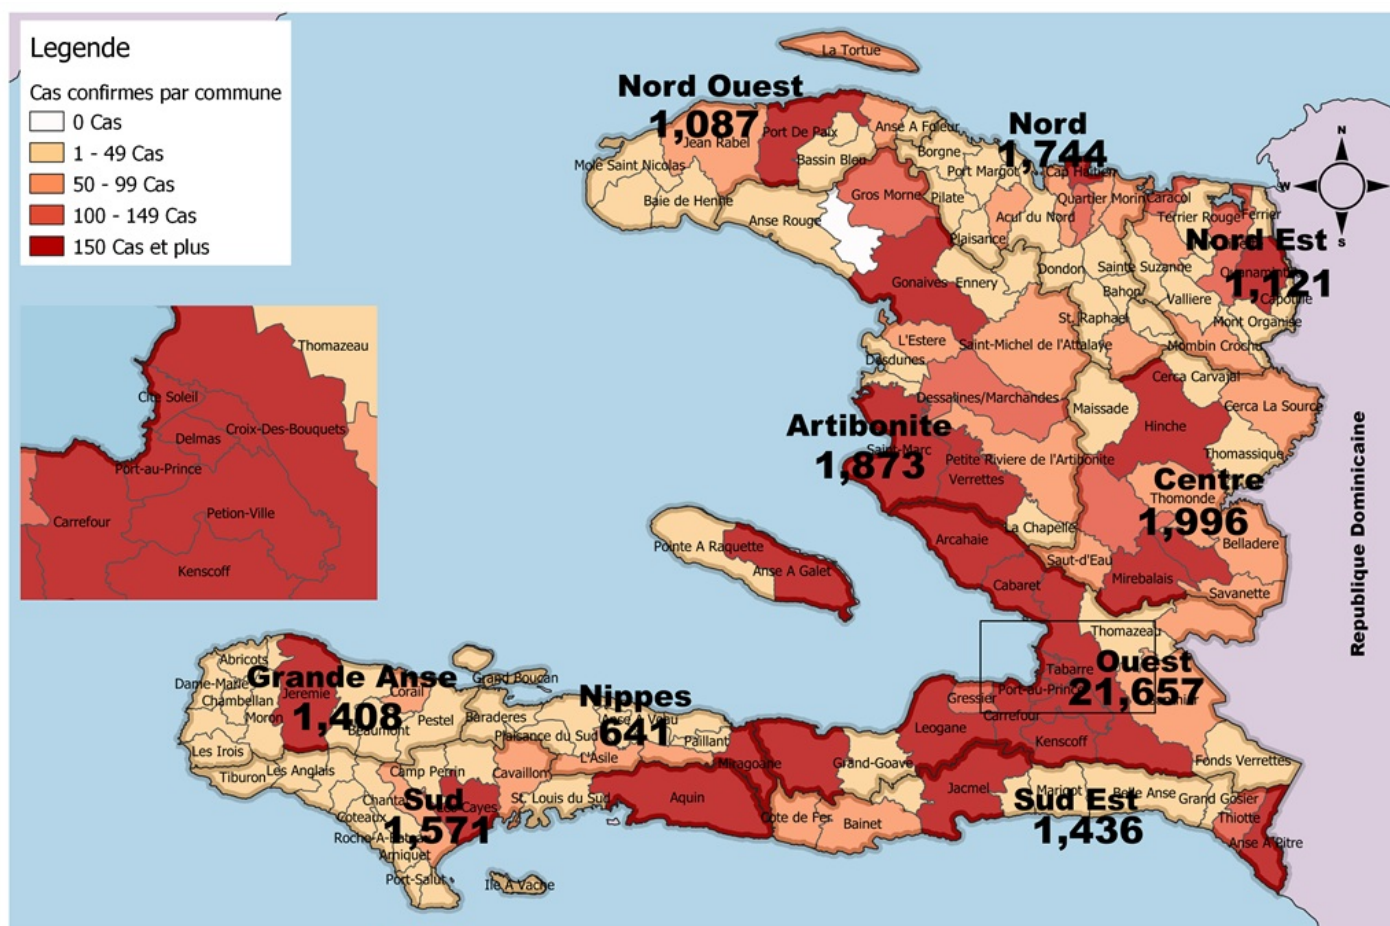 Legende
Cas confirmes par commune
0 Cas
1 - 49 Cas
50 - 99 Cas
100 - 149 Cas
150 Cas et plus
N
W
E
S
La Tortue
Nord Ouest
1,087
Port De Paix
Jean Rabel
Anse A Foleur
Nord
1,744
Mole Saint Nicolas
Bassin Bleu
Borgne
Port Margot
Cap Haitien
Baie de Henne
Gros Morne
Pilate
Quartier Morin
Caracol
Anse Rouge
Acul du Nord
Terrier Rouge
Ferrier
Plaisance
Nord Est
1,121
Gonaives
Ennery
Dondon
Sainte Suzanne
Bahon
Valliere
Capotille
St. Raphael
Mont Organise
L'Estere
Saint-Michel de l'Attalaye
Mombin Crochu
Desdunes
Cerca Carvajal
Dessalines/Marchandes
Maissade
Cerca La Source
Artibonite
1,873
Hinche
Saint-Marc
Petite Riviere de l'Artibonite
Thomassique
Verrettes
Centre
1,996
Thomonde
La Chapelle
Arcahaie
Belladere
Saut-d'Eau
Cabaret
Mirebalais
Savanette
Republique Dominicaine
Pointe A Raquette
Anse A Galet
Thomazeau
Cite Soleil
Delmas
Croix-Des-Bouquets
Port-au-Prince
Carrefour
Petion-Ville
Kenscoff
Thomazeau
Tabarre
Ouest
21,657
Gressier
Port-au-Prince
Carrefour
Leogane
Kenscoff
Fonds Verrettes
Abricots
Grande Anse
1,408
Dame-Marie
Jeremie
Corail
Grand Boucan
Chambellan
Moron
Pestel
Beaumont
Baraderes
Nippes
641
Anse A Veau
Plaisance du Sud
Paillant
Les Irois
L'Asile
Miragoane
Grand-Goave
Tiburon
Les Anglais
Camp Perrin
Cavaillon
St. Louis du Sud
Aquin
Jacmel
Sud Est
1,436
Marigot
Belle Anse
Grand Gosier
Sud
1,571
Coteaux
Cote de Fer
Bainet
Thiotte
Anse A Pitre
Arniquet
Port-Salut
Ile A Vache